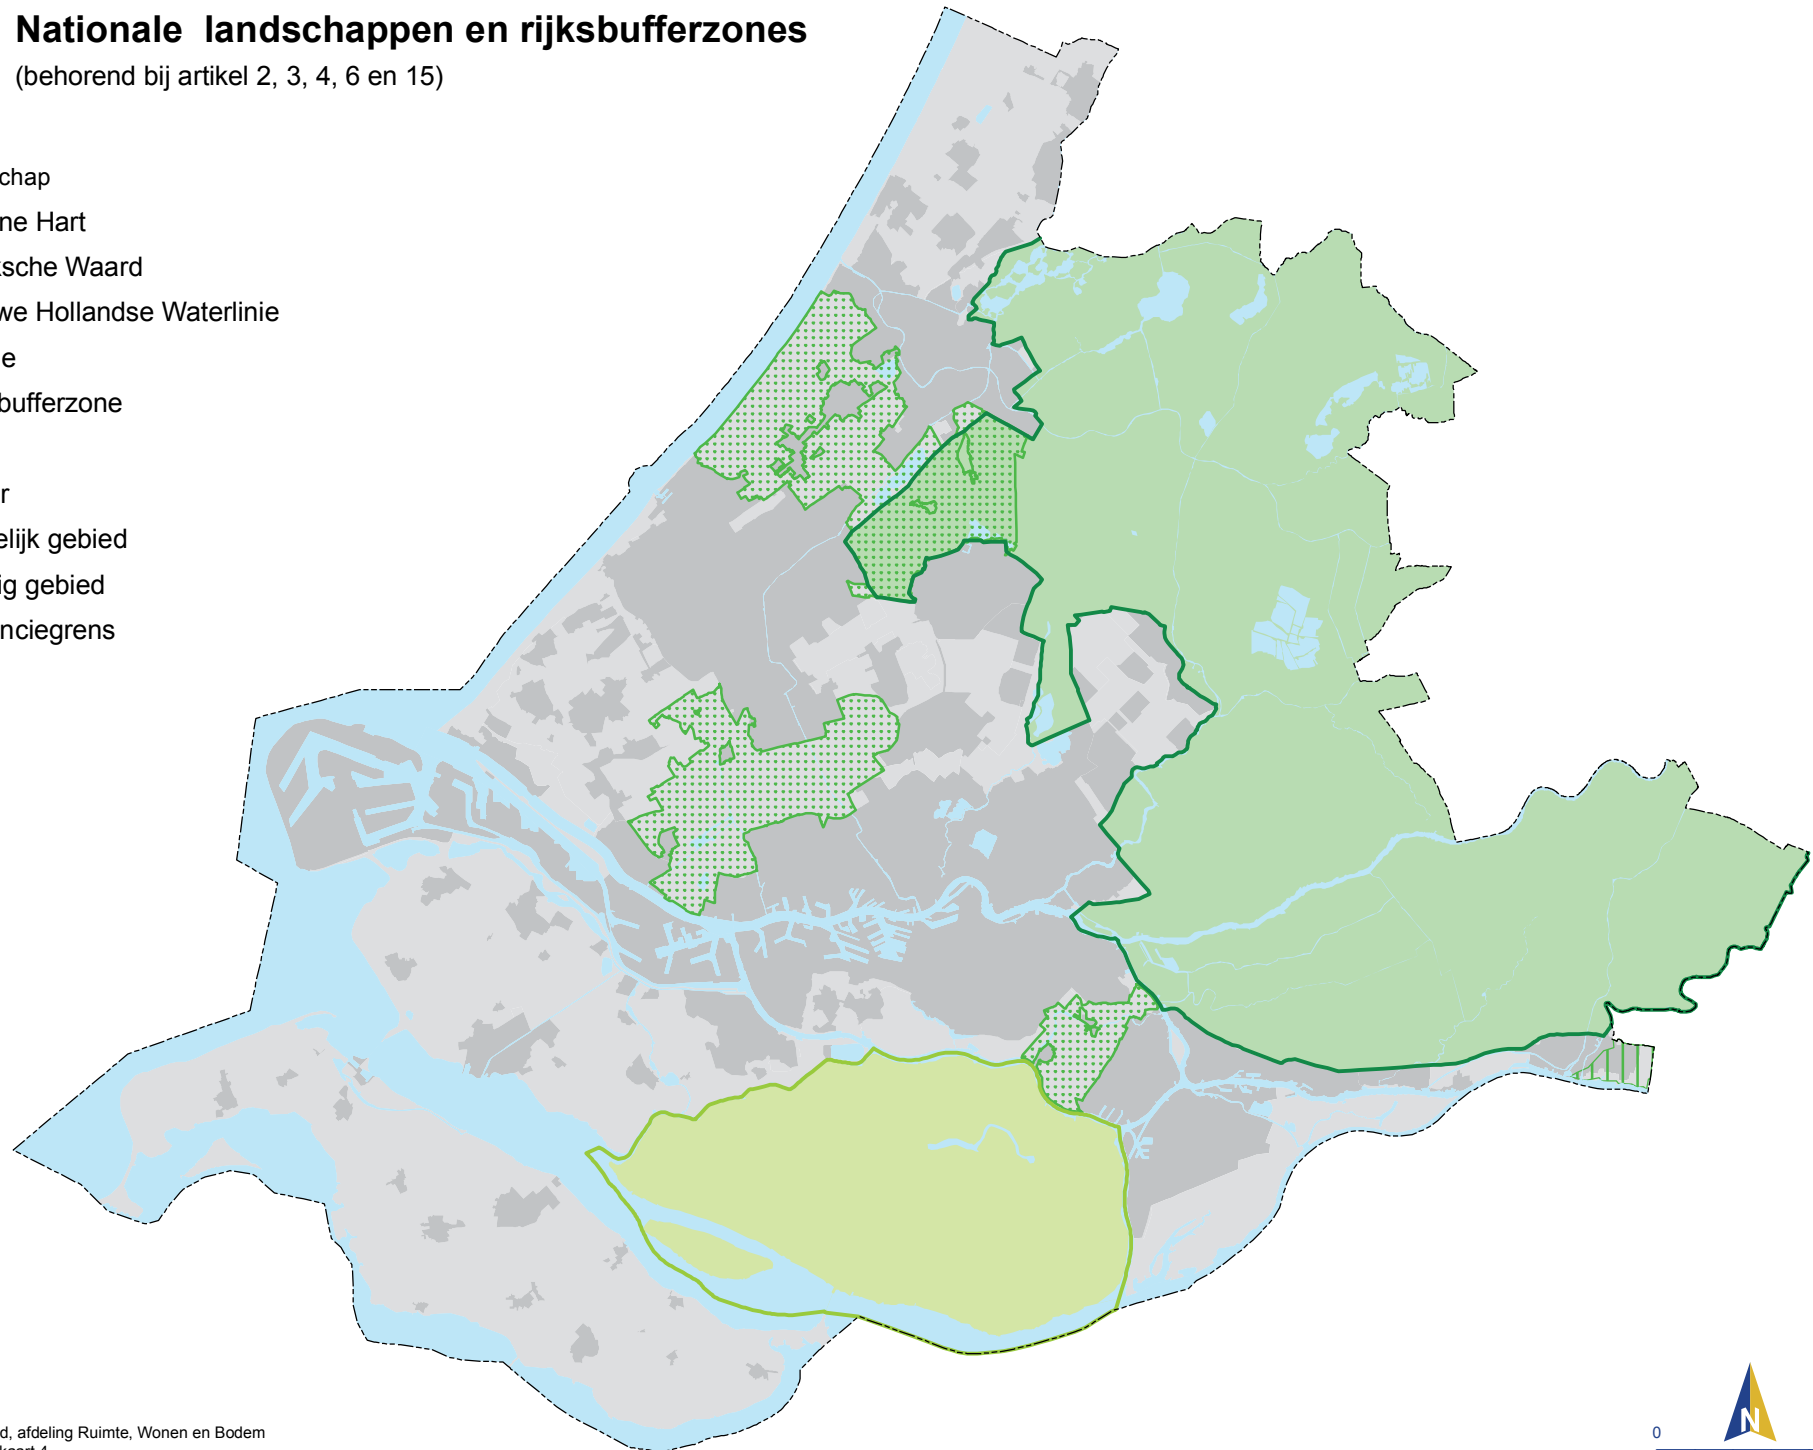 Nationale landschappen en rijksbufferzones
(behorend bij artikel 2, 3, 4, 6 en 15)
chap
ne Hart
sche Waard
we Hollandse Waterlinie
e
bufferzone
r
elijk gebied
ig gebied
nciegrens
d, afdeling Ruimte, Wonen en Bodem
0
N